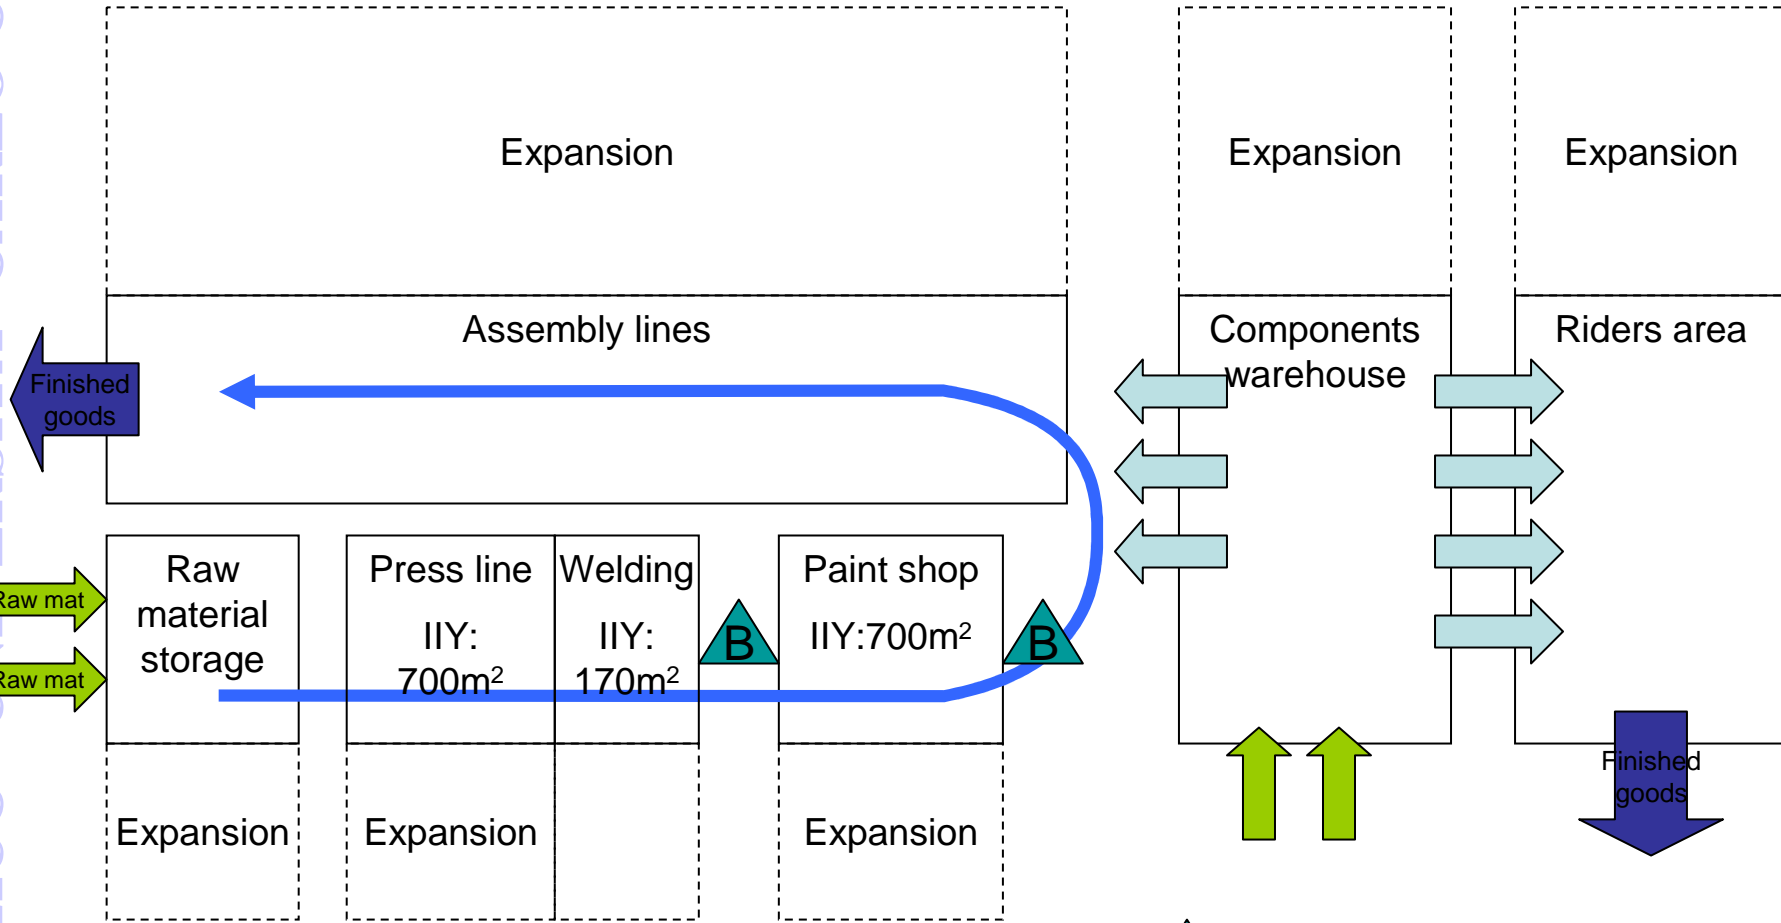 Expansion
Expansion
Expansion
Assembly lines
Components
warehouse
Riders area
Finished
goods
Raw mat
Raw mat
Raw
material
storage
Press line
IIY:
700m²
Welding
IIY:
170m²
B
Paint shop
IIY:700m²
B
Finished
goods
Expansion
Expansion
Expansion